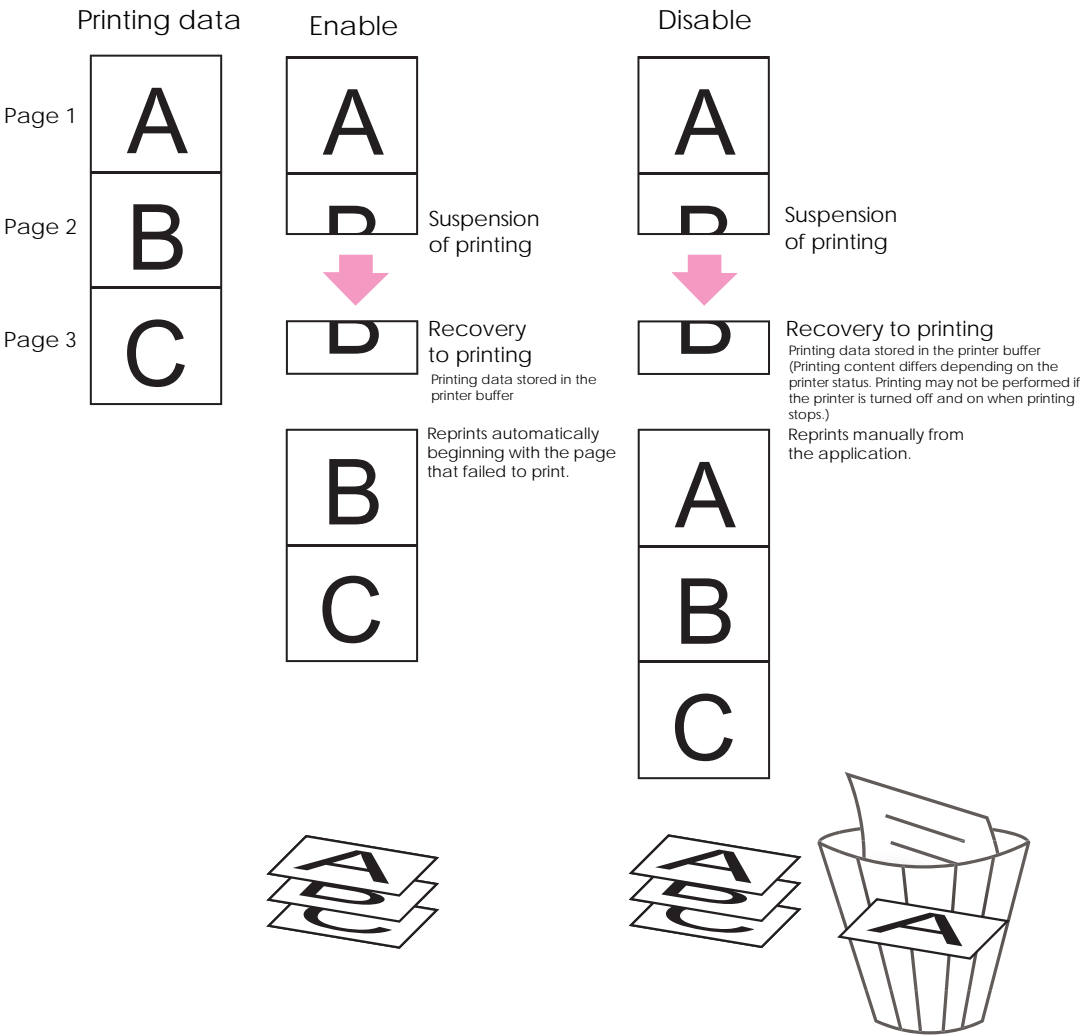 Printing data
Enable
Disable
Page 1
A
A
A
Page 2
B
B
Suspension
of printing
B
Suspension
of printing
Page 3
C
B
Recovery
to printing
Printing data stored in the
printer buffer
B
Recovery to printing
Printing data stored in the printer buffer
(Printing content differs depending on the
printer status. Printing may not be performed if
the printer is turned off and on when printing
stops.)
B
Reprints automatically
beginning with the page
that failed to print.
A
Reprints manually from
the application.
C
B
C
A
B
C
A
B
C
A